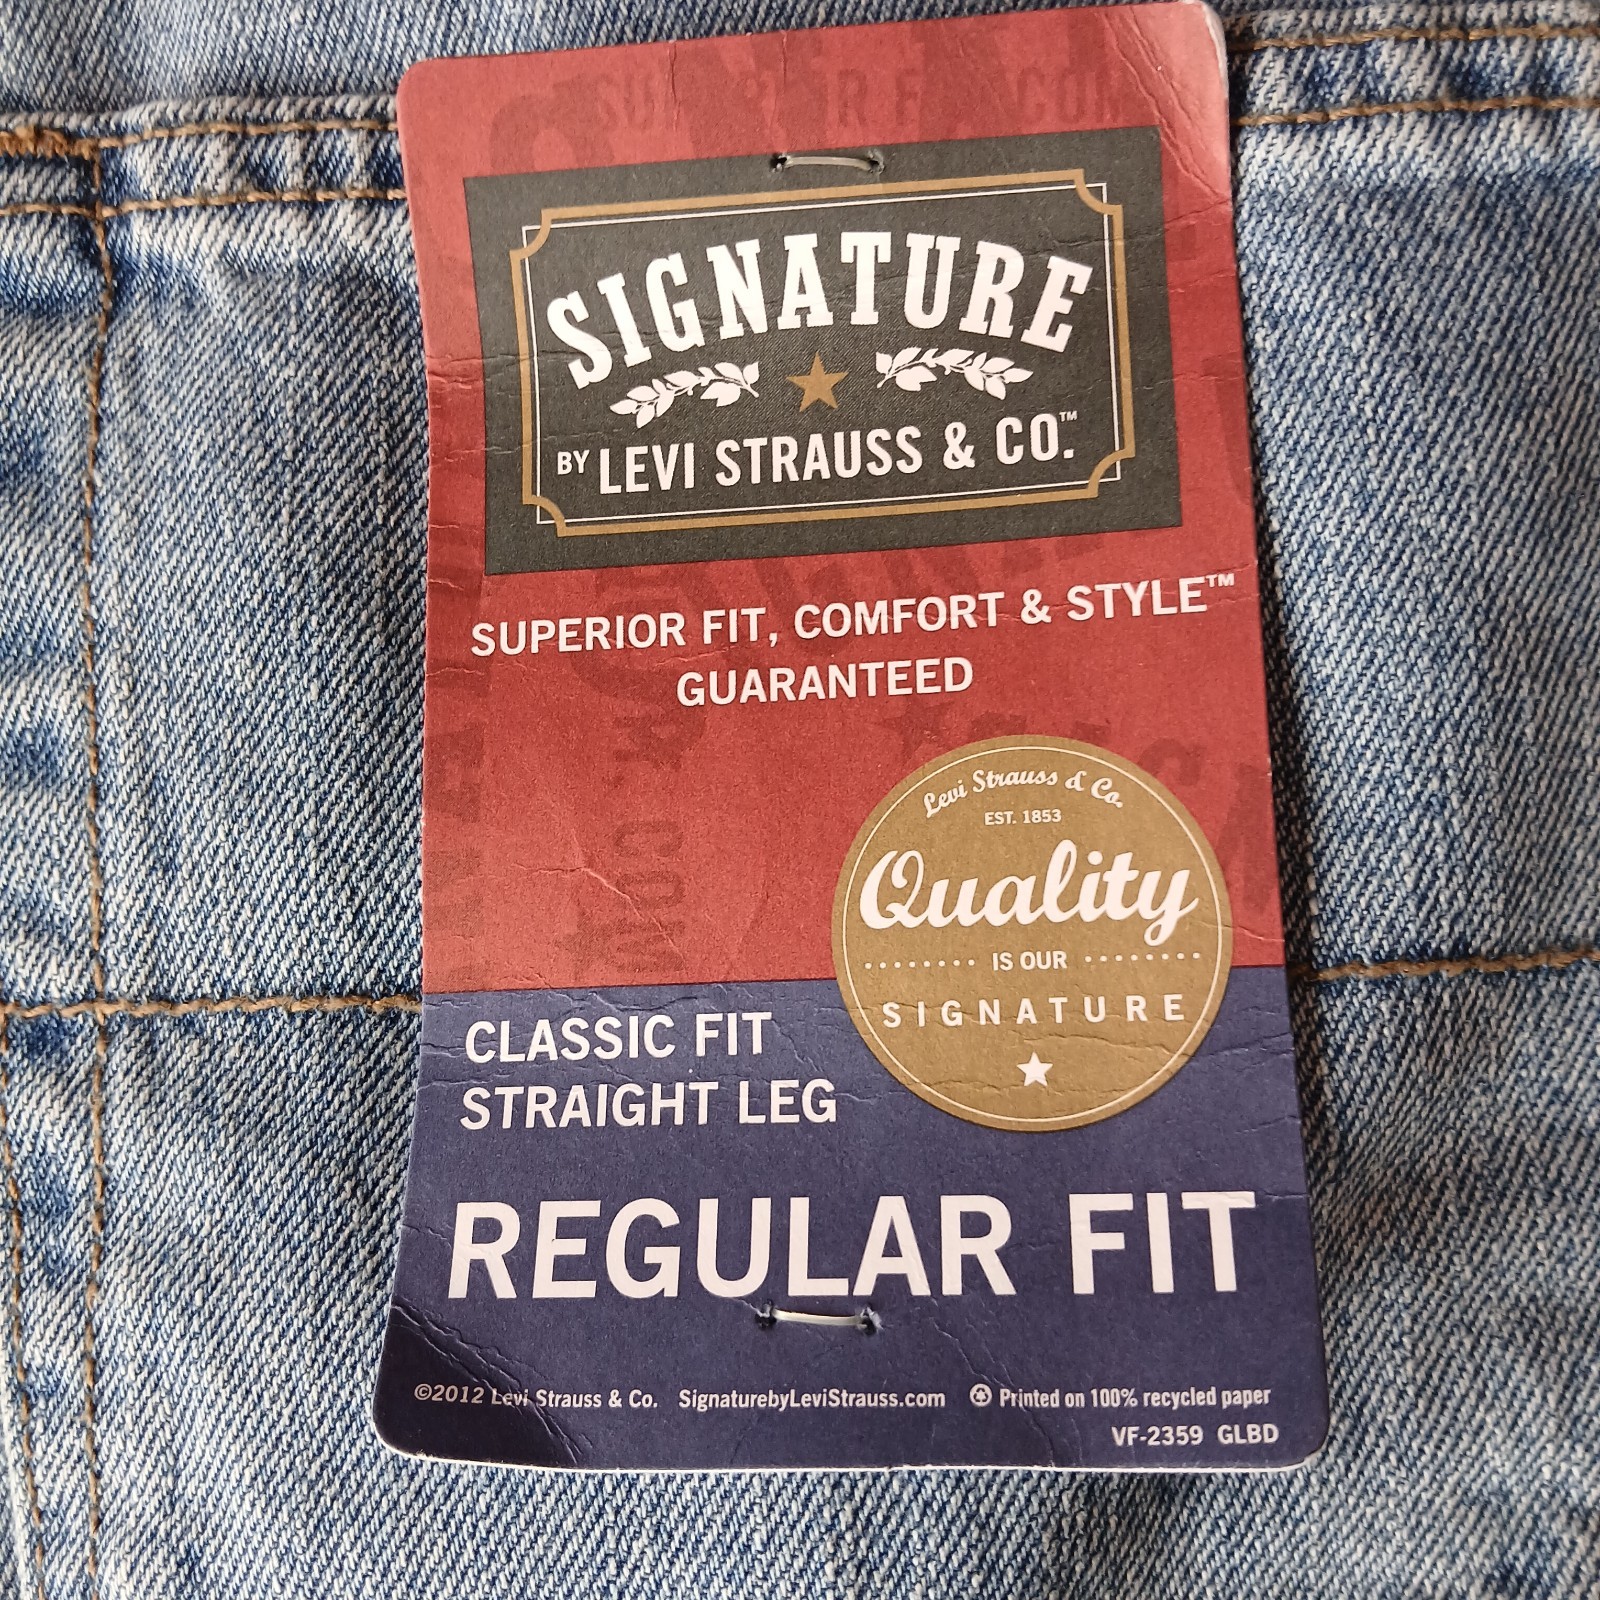 SIGNATURE
BY LEVI STRAUSS & CO.™
SUPERIOR FIT, COMFORT & STYLE™
GUARANTEED
Levi Strauss & Co.
EST. 1853
Quality
IS OUR
SIGNATURE
CLASSIC FIT
STRAIGHT LEG
REGULAR FIT
©2012 Levi Strauss & Co. SignaturebyLeviStrauss.com Printed on 100% recycled paper
VF-2359 GLBD